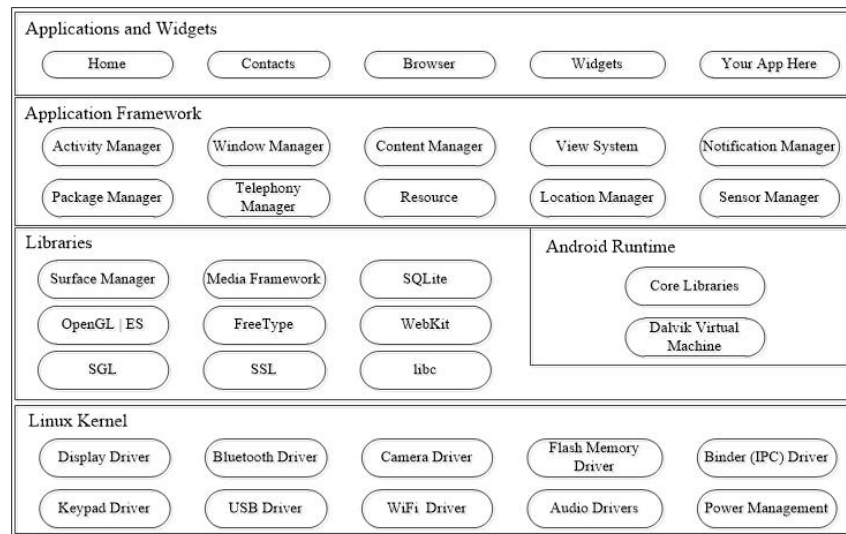 Applications and Widgets
Home
Contacts
Browser
Widgets
Your App Here
Application Framework
Activity Manager
Window Manager
Content Manager
View System
Notification Manager
Package Manager
Telephony
Manager
Resource
Location Manager
Sensor Manager
Libraries
Surface Manager
Media Framework
SQLite
OpenGL | ES
FreeType
WebKit
SGL
SSL
libc
Android Runtime
Core Libraries
Dalvik Virtual
Machine
Linux Kernel
Display Driver
Bluetooth Driver
Camera Driver
Flash Memory
Driver
Binder (IPC) Driver
Keypad Driver
USB Driver
WiFi Driver
Audio Drivers
Power Management